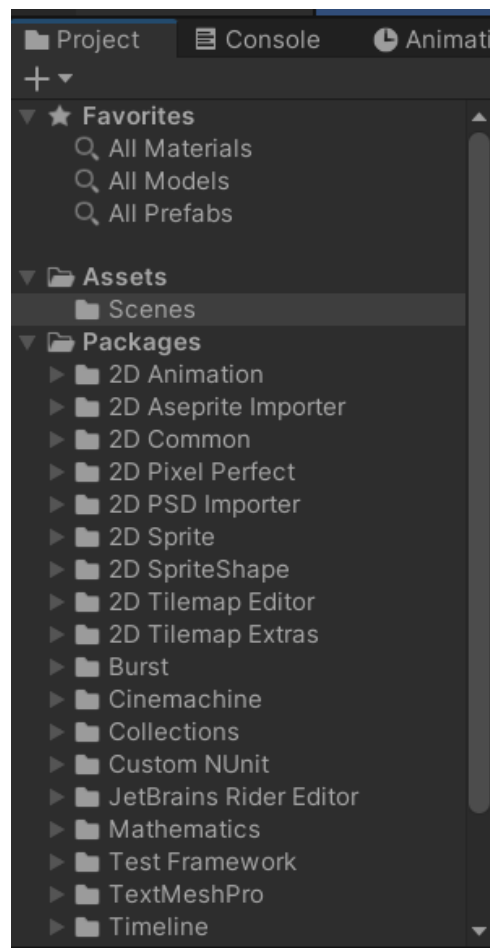 Project Console Animati
Favorites
All Materials
All Models
All Prefabs
Assets
Scenes
Packages
2D Animation
2D Aseprite Importer
2D Common
2D Pixel Perfect
2D PSD Importer
2D Sprite
2D SpriteShape
2D Tilemap Editor
2D Tilemap Extras
Burst
Cinemachine
Collections
Custom NUnit
JetBrains Rider Editor
Mathematics
Test Framework
TextMeshPro
Timeline